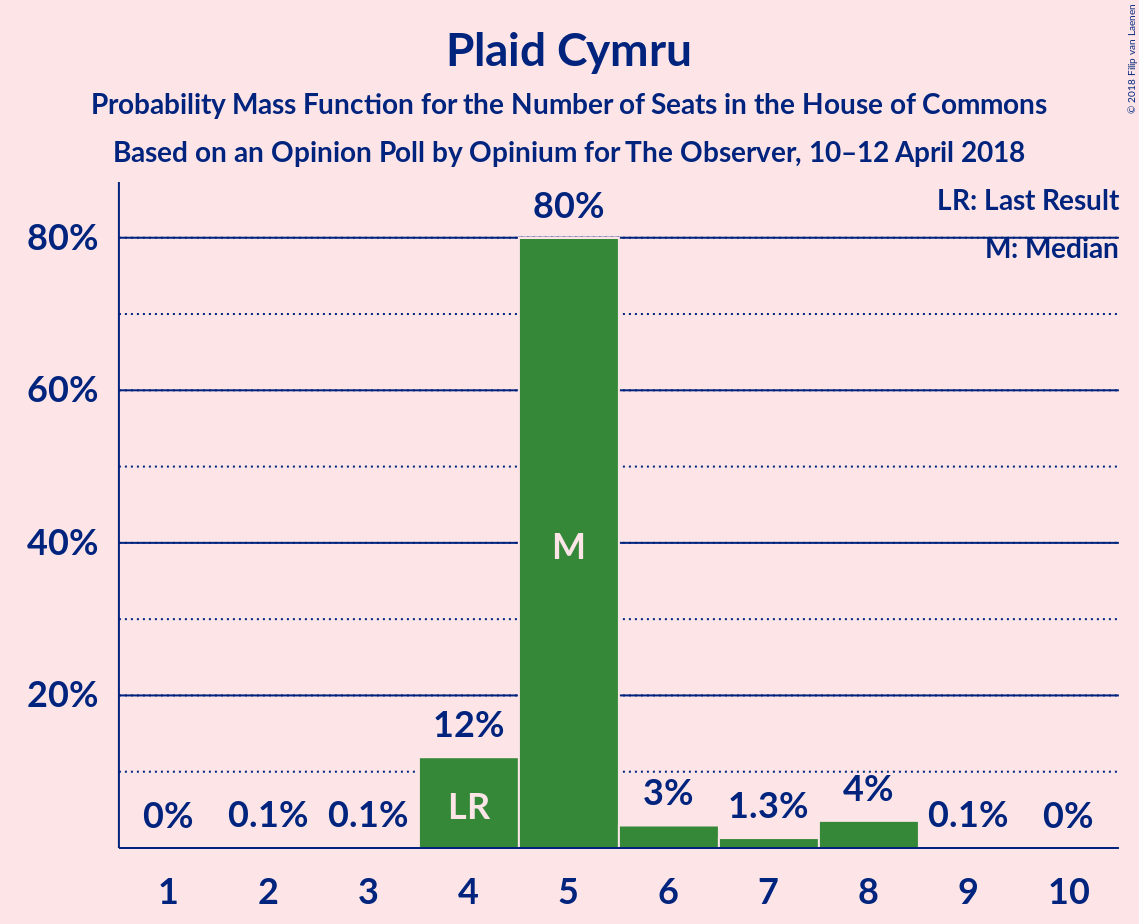 Plaid Cymru
Probability Mass Function for the Number of Seats in the House of Commons
Based on an Opinion Poll by Opinium for The Observer, 10–12 April 2018
© 2018 Filip van Laenen
LR: Last Result
M: Median
80%
60%
40%
20%
0%
0.1%
0.1%
12%
LR
80%
M
3%
1.3%
4%
0.1%
0%
1 2 3 4 5 6 7 8 9 10